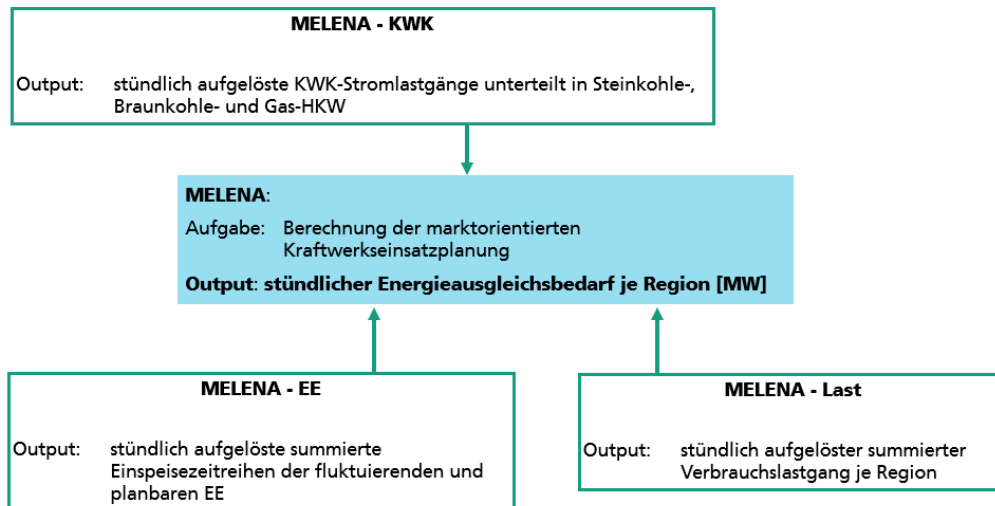 MELENA - KWK
Output: stündlich aufgelöste KWK-Stromlastgänge unterteilt in Steinkohle-,
Braunkohle- und Gas-HKW
MELENA:
Aufgabe: Berechnung der marktorientierten
Kraftwerkseinsatzplanung
Output: stündlicher Energieausgleichsbedarf je Region [MW]
MELENA - EE
Output: stündlich aufgelöste summierte
Einspeisezeitreihen der fluktuierenden und
planbaren EE
MELENA - Last
Output: stündlich aufgelöster summierter
Verbrauchslastgang je Region